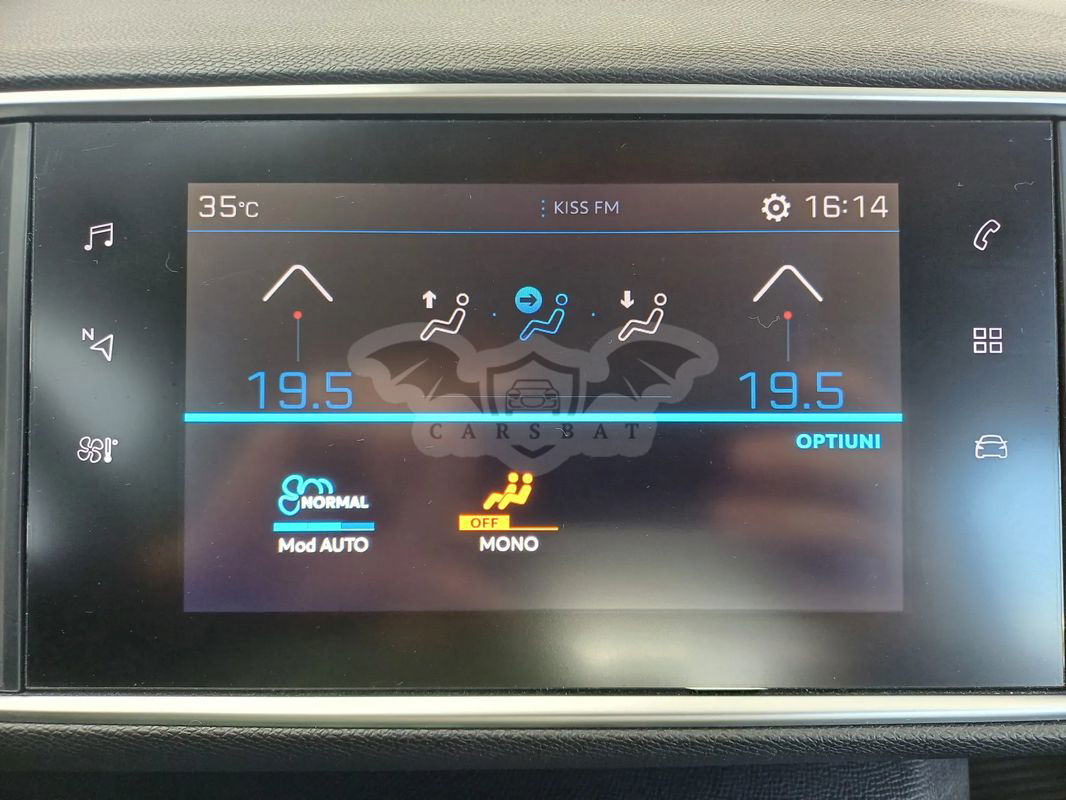 35°C
KISS FM
16:14
N
19.5
19.5
CARSBAT
OPTIUNI
NORMAL
OFF
Mod AUTO
MONO